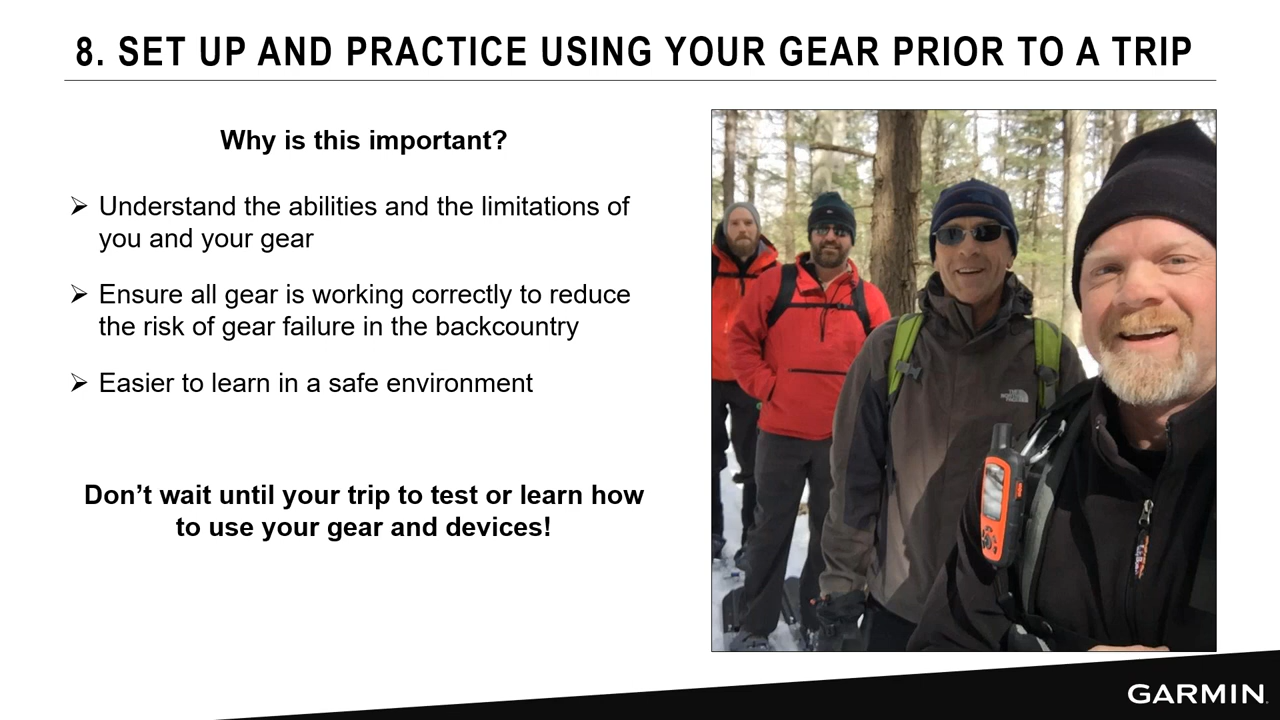 8. SET UP AND PRACTICE USING YOUR GEAR PRIOR TO A TRIP
Why is this important?
➢ Understand the abilities and the limitations of
you and your gear
➢ Ensure all gear is working correctly to reduce
the risk of gear failure in the backcountry
➢ Easier to learn in a safe environment
Don’t wait until your trip to test or learn how
to use your gear and devices!
THE
NORTH
FACE
GARMIN